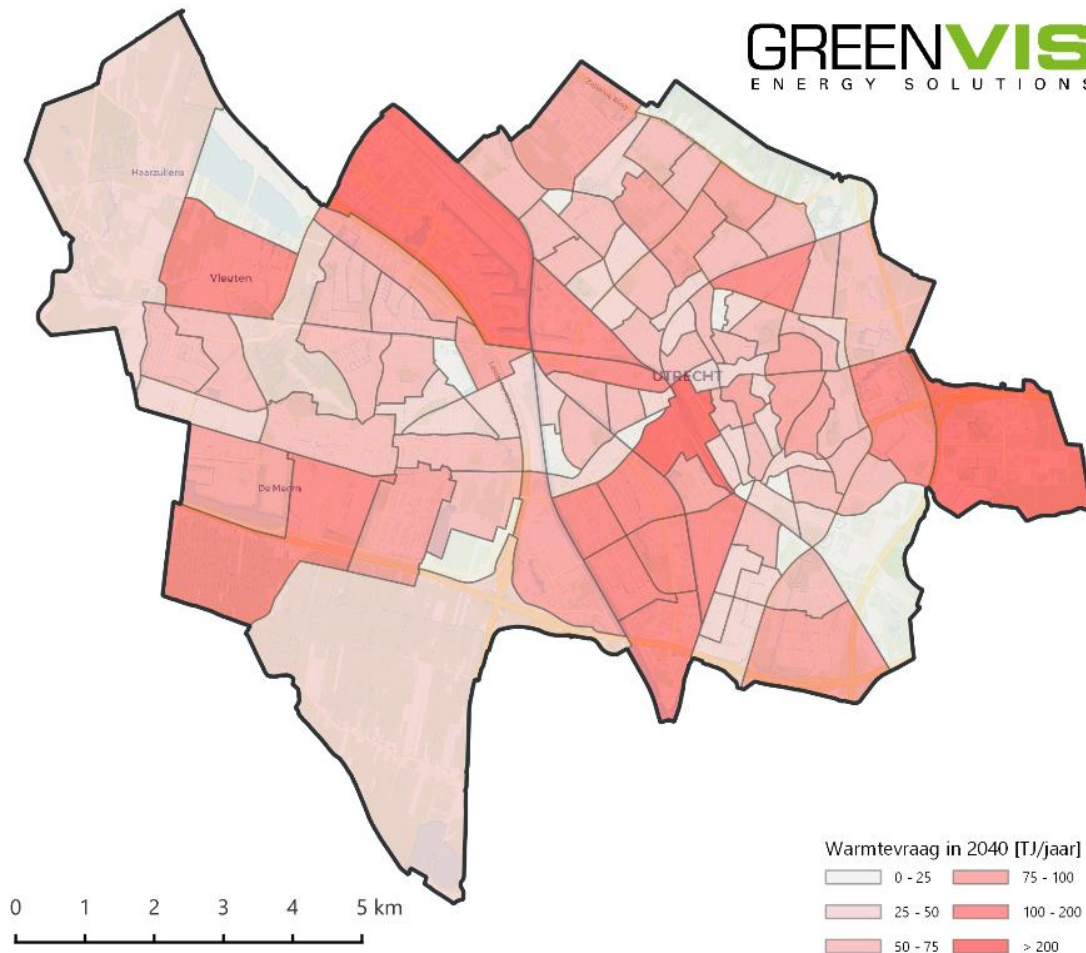 GREENVIS
ENERGY SOLUTIONS
Haarzuilens
Vleuten
UTRECHT
De Meern
0 1 2 3 4 5 km
Warmtevraag in 2040 [TJ/jaar]
0 - 25 75 - 100
25 - 50 100 - 200
50 - 75 > 200